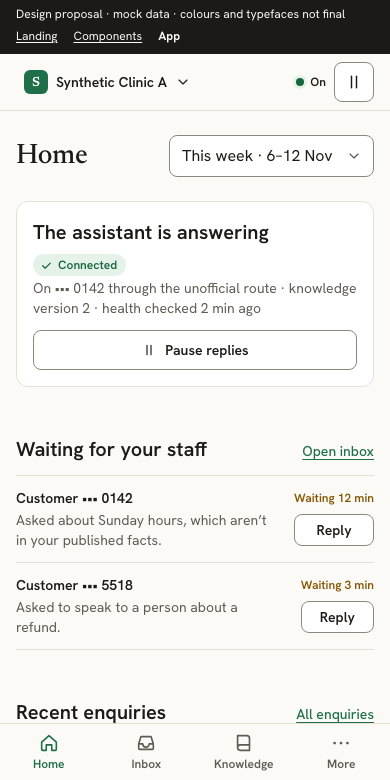 Design proposal · mock data · colours and typefaces not final
Landing Components App
S Synthetic Clinic A On
Home This week · 6–12 Nov
The assistant is answering
Connected
On ••• 0142 through the unofficial route · knowledge
version 2 · health checked 2 min ago
Pause replies
Waiting for your staff Open inbox
Customer ••• 0142 Waiting 12 min
Asked about Sunday hours, which aren’t
in your published facts.
Reply
Customer ••• 5518 Waiting 3 min
Asked to speak to a person about a
refund.
Reply
Recent enquiries All enquiries
Home Inbox Knowledge More